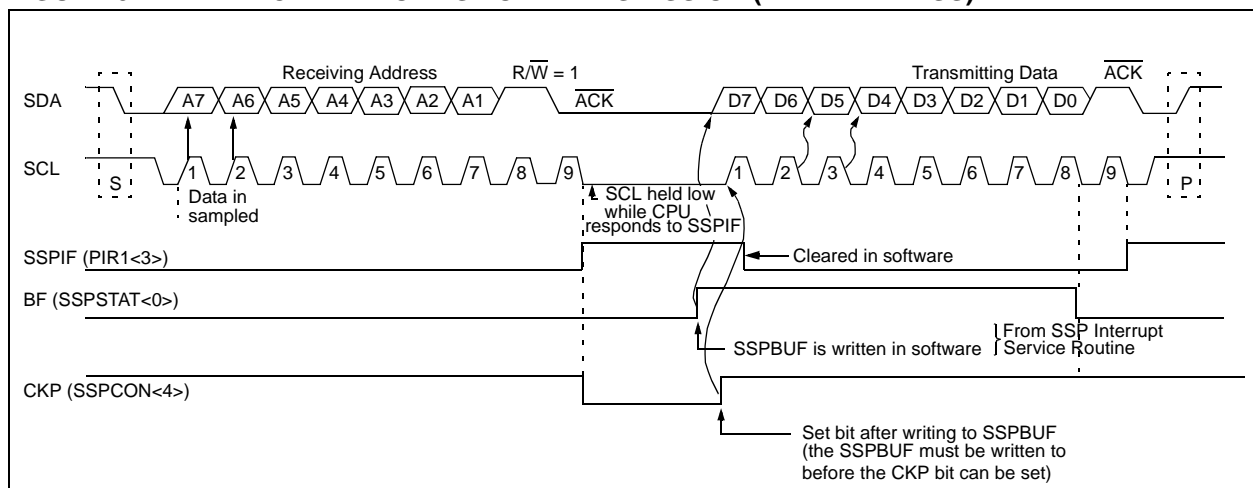 Receiving Address
R/W = 1
Transmitting Data
ACK
SDA
A7 A6 A5 A4 A3 A2 A1
ACK
D7 D6 D5 D4 D3 D2 D1 D0
SCL
S
1 2 3 4 5 6 7 8 9
1 2 3 4 5 6 7 8 9
P
Data in
sampled
SCL held low
while CPU
responds to SSPIF
SSPIF (PIR1<3>)
Cleared in software
BF (SSPSTAT<0>)
SSPBUF is written in software
From SSP Interrupt
Service Routine
CKP (SSPCON<4>)
Set bit after writing to SSPBUF
(the SSPBUF must be written to
before the CKP bit can be set)